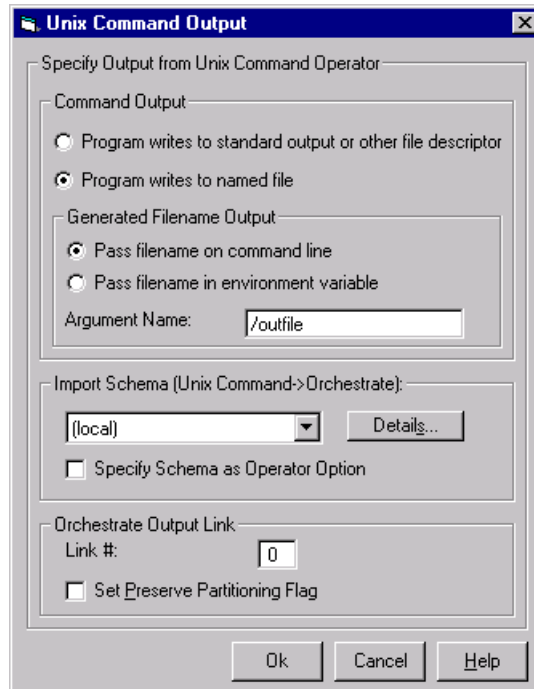 Unix Command Output
Specify Output from Unix Command Operator
Command Output
Program writes to standard output or other file descriptor
Program writes to named file
Generated Filename Output
Pass filename on command line
Pass filename in environment variable
Argument Name: /outfile
Import Schema (Unix Command->Orchestrate):
(local) Details...
Specify Schema as Operator Option
Orchestrate Output Link
Link #: 0
Set Preserve Partitioning Flag
Ok Cancel Help